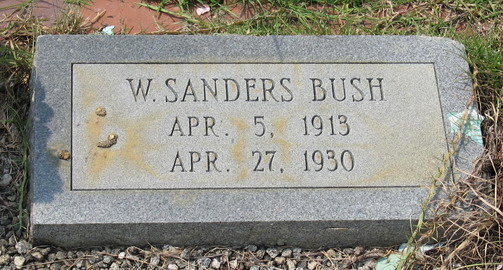 W. SANDERS BUSH
APR. 5, 1913
APR. 27, 1930